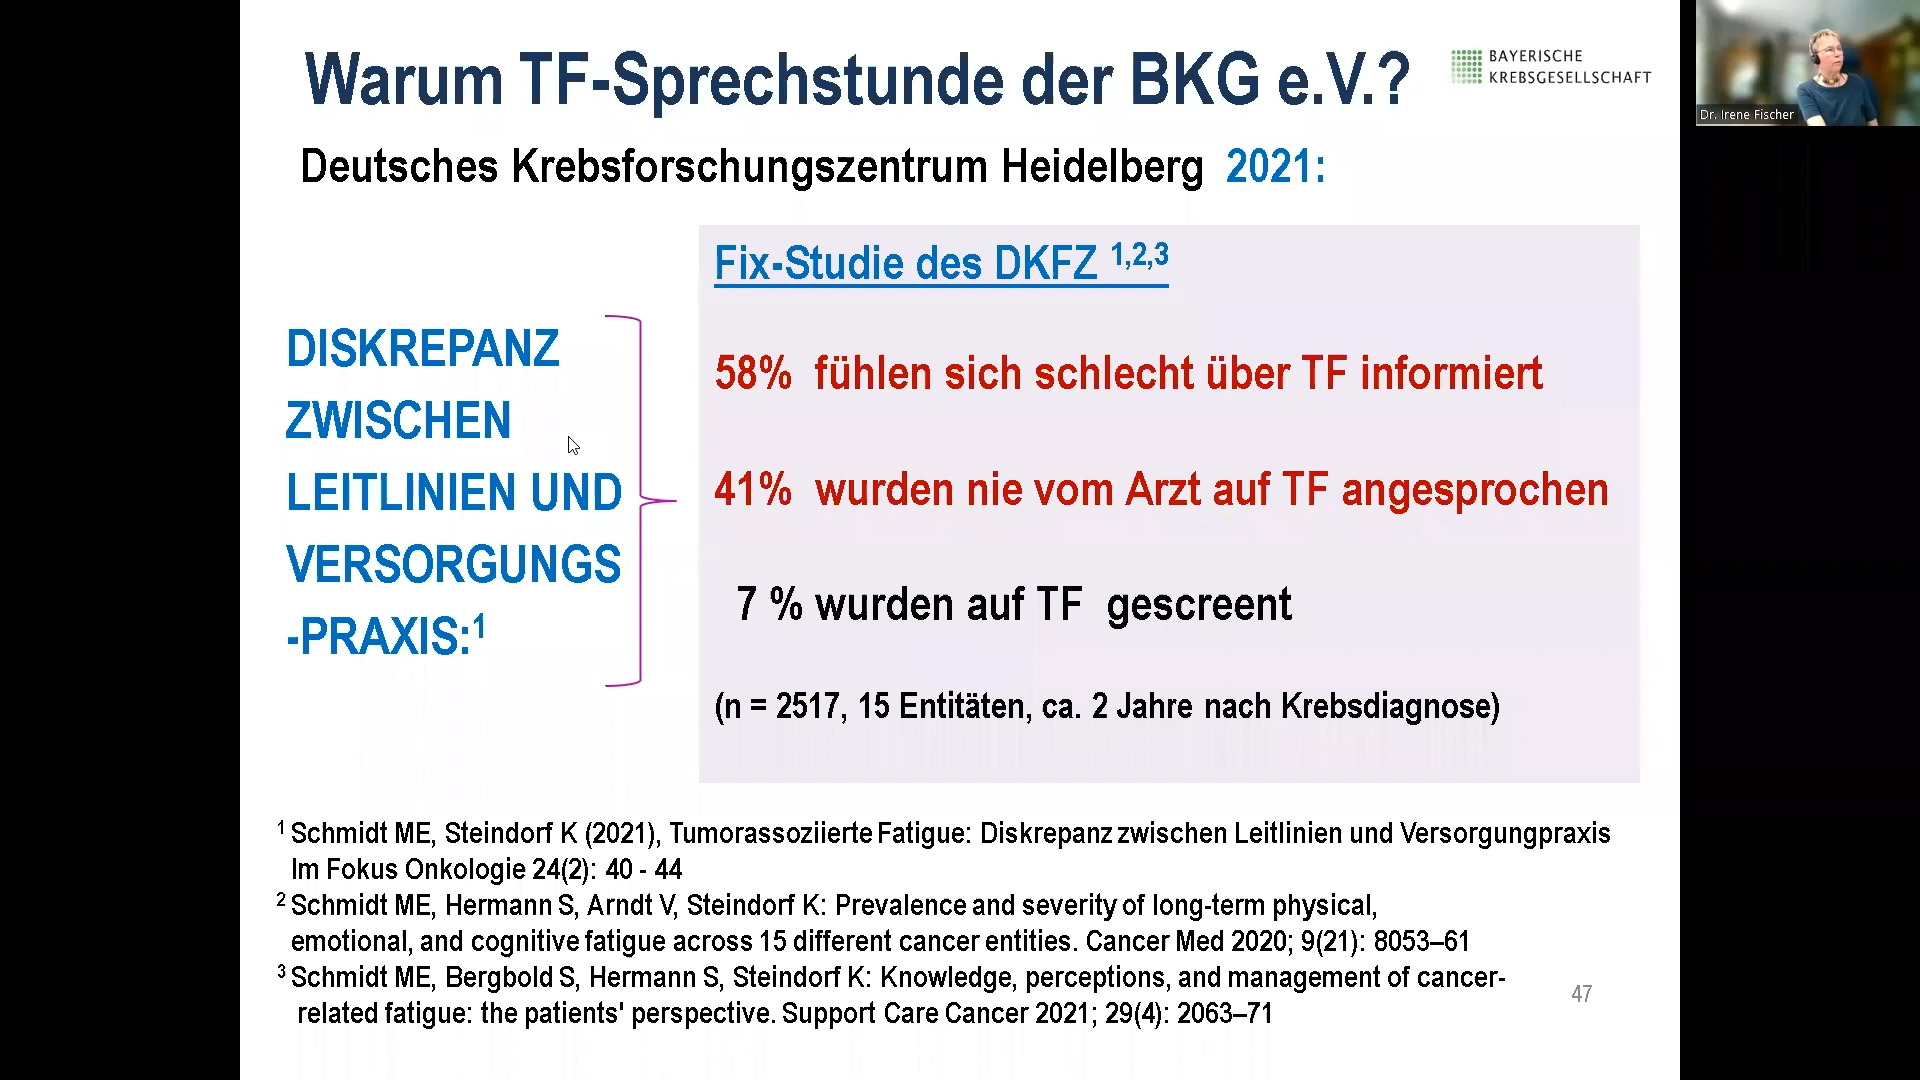 Warum TF-Sprechstunde der BKG e.V.?
BAYERISCHE
KREBSGESELLSCHAFT
Dr. Irene Fischer
Deutsches Krebsforschungszentrum Heidelberg 2021:
DISKREPANZ
ZWISCHEN
LEITLINIEN UND
VERSORGUNGS
-PRAXIS:1
Fix-Studie des DKFZ 1,2,3
58% fühlen sich schlecht über TF informiert
41% wurden nie vom Arzt auf TF angesprochen
7 % wurden auf TF gescreent
(n = 2517, 15 Entitäten, ca. 2 Jahre nach Krebsdiagnose)
1 Schmidt ME, Steindorf K (2021), Tumorassoziierte Fatigue: Diskrepanz zwischen Leitlinien und Versorgungpraxis
Im Fokus Onkologie 24(2): 40 - 44
2 Schmidt ME, Hermann S, Arndt V, Steindorf K: Prevalence and severity of long-term physical,
emotional, and cognitive fatigue across 15 different cancer entities. Cancer Med 2020; 9(21): 8053–61
3 Schmidt ME, Bergbold S, Hermann S, Steindorf K: Knowledge, perceptions, and management of cancer-
related fatigue: the patients' perspective. Support Care Cancer 2021; 29(4): 2063–71
47